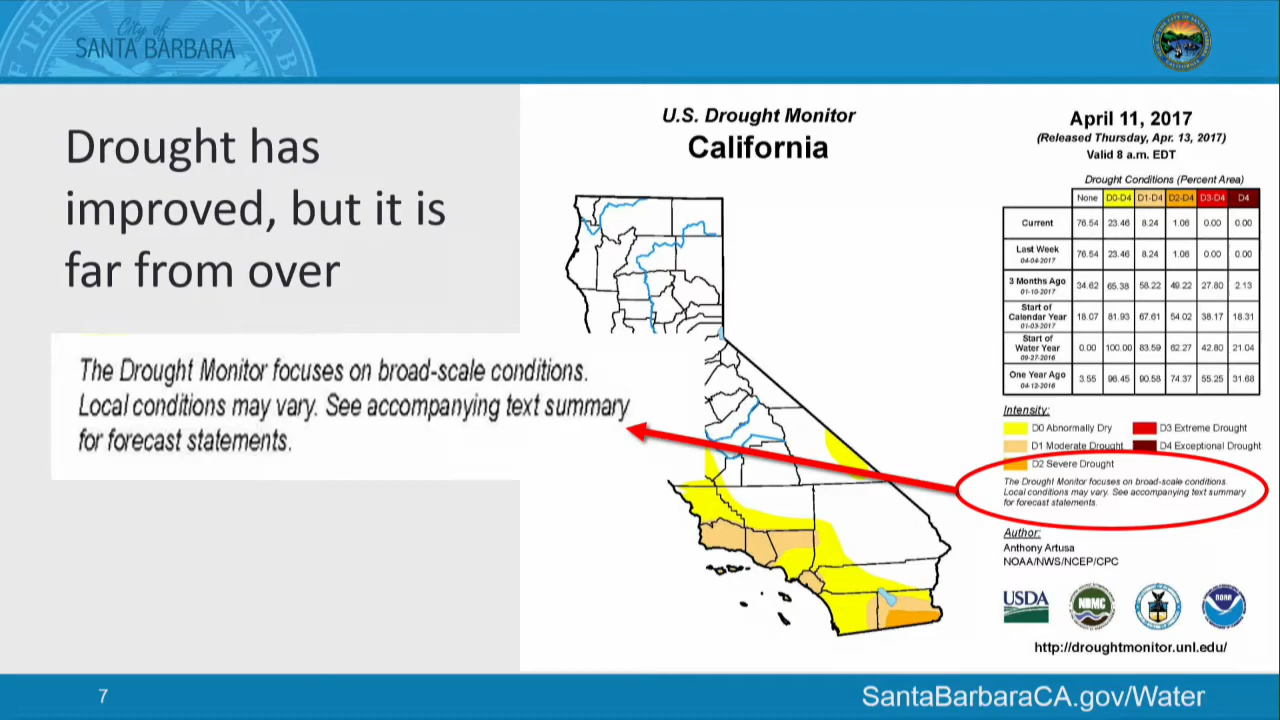 City of
SANTA BARBARA
Drought has
improved, but it is
far from over
The Drought Monitor focuses on broad-scale conditions.
Local conditions may vary. See accompanying text summary
for forecast statements.
U.S. Drought Monitor
California
April 11, 2017
(Released Thursday, Apr. 13, 2017)
Valid 8 a.m. EDT
Drought Conditions (Percent Area)
None D0-D4 D1-D4 D2-D4 D3-D4 D4
Current 76.54 23.46 8.24 1.06 0.00 0.00
Last Week 76.54 23.46 8.24 1.06 0.00 0.00
04-04-2017
3 Months Ago 34.62 65.38 58.22 49.22 27.80 2.13
01-10-2017
Start of
Calendar Year 18.07 81.93 67.61 54.02 38.17 18.31
01-03-2017
Start of
Water Year 0.00 100.00 83.59 62.27 42.80 21.04
09-27-2016
One Year Ago 3.55 96.45 90.58 74.37 55.25 31.68
04-12-2016
Intensity:
D0 Abnormally Dry D3 Extreme Drought
D1 Moderate Drought D4 Exceptional Drought
D2 Severe Drought
The Drought Monitor focuses on broad-scale conditions.
Local conditions may vary. See accompanying text summary
for forecast statements.
Author:
Anthony Artusa
NOAA/NWS/NCEP/CPC
USDA NDMC NOAA
http://droughtmonitor.unl.edu/
7
SantaBarbaraCA.gov/Water